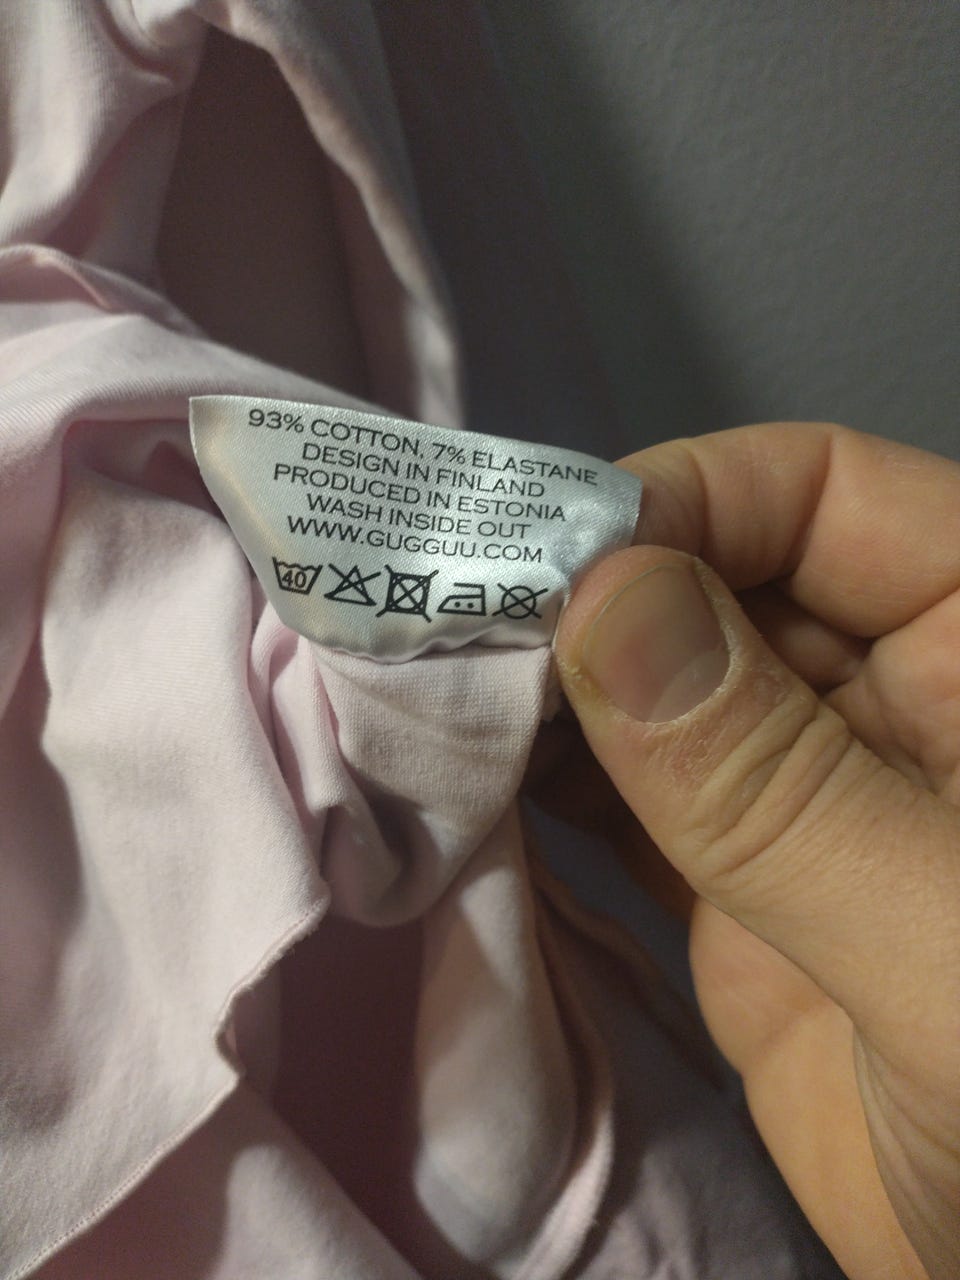 93% COTTON, 7% ELASTANE
DESIGN IN FINLAND
PRODUCED IN ESTONIA
WASH INSIDE OUT
WWW.GUGGUU.COM
40